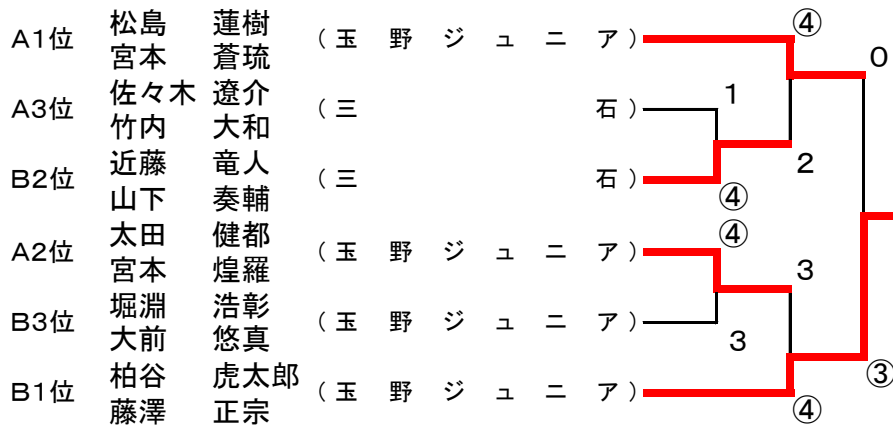 松島 蓮樹 ④
A1位 (玉野ジュニア)
宮本 蒼琉 0
佐々木 遼介 1
A3位 (三 石)
竹内 大和
近藤 竜人 2
B2位 (三 石)
山下 奏輔 ④
太田 健都 ④
A2位 (玉野ジュニア)
宮本 煌羅 3
堀淵 浩彰
B3位 (玉野ジュニア)
大前 悠真 3
柏谷 虎太郎 ③
B1位 (玉野ジュニア)
藤澤 正宗 ④